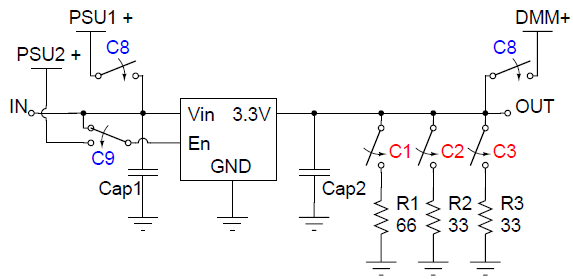 PSU1 +
DMM+
C8
C8
PSU2 +
IN
Vin 3.3V
OUT
En
C9
C1
C2
C3
GND
Cap1
Cap2
R1
66
R2
33
R3
33